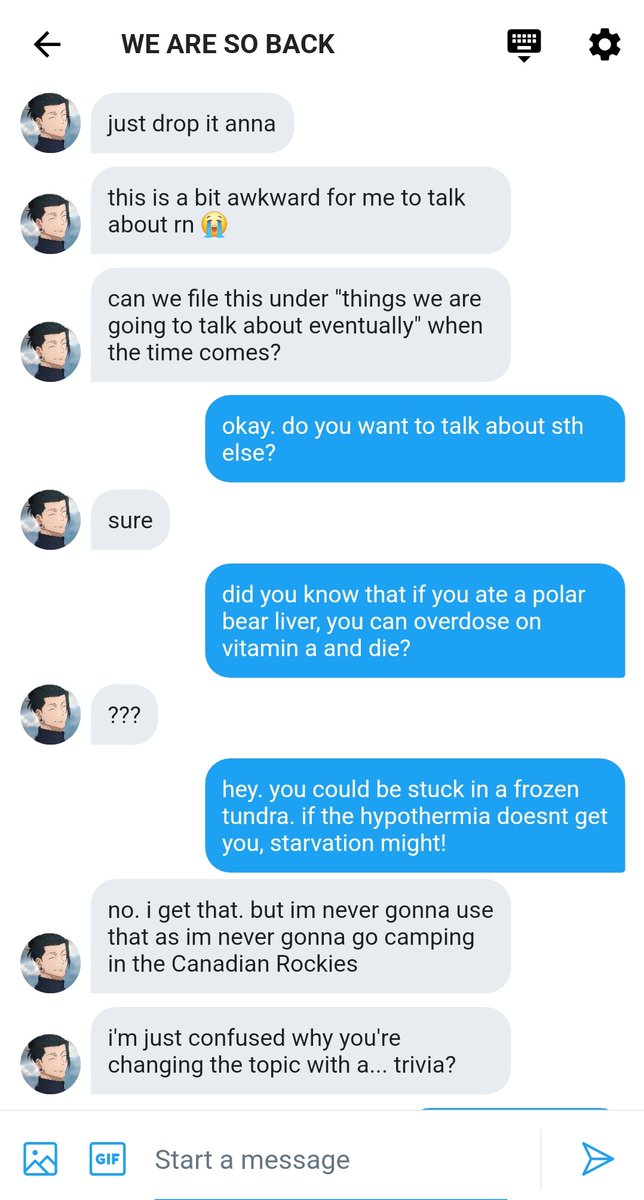 WE ARE SO BACK
just drop it anna
this is a bit awkward for me to talk
about rn 😭
can we file this under "things we are
going to talk about eventually" when
the time comes?
okay. do you want to talk about sth
else?
sure
did you know that if you ate a polar
bear liver, you can overdose on
vitamin a and die?
???
hey. you could be stuck in a frozen
tundra. if the hypothermia doesnt get
you, starvation might!
no. i get that. but im never gonna use
that as im never gonna go camping
in the Canadian Rockies
i'm just confused why you're
changing the topic with a... trivia?
GIF
Start a message